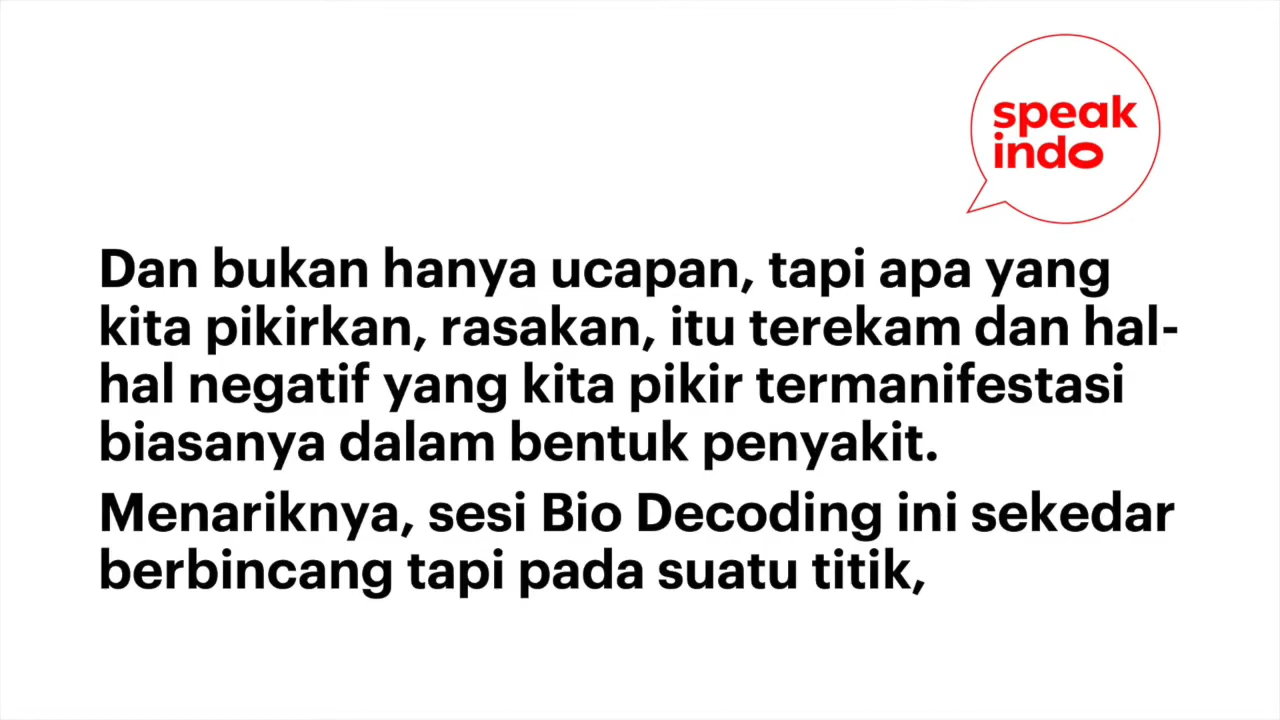 speak
indo
Dan bukan hanya ucapan, tapi apa yang
kita pikirkan, rasakan, itu terekam dan hal-
hal negatif yang kita pikir termanifestasi
biasanya dalam bentuk penyakit.
Menariknya, sesi Bio Decoding ini sekedar
berbincang tapi pada suatu titik,